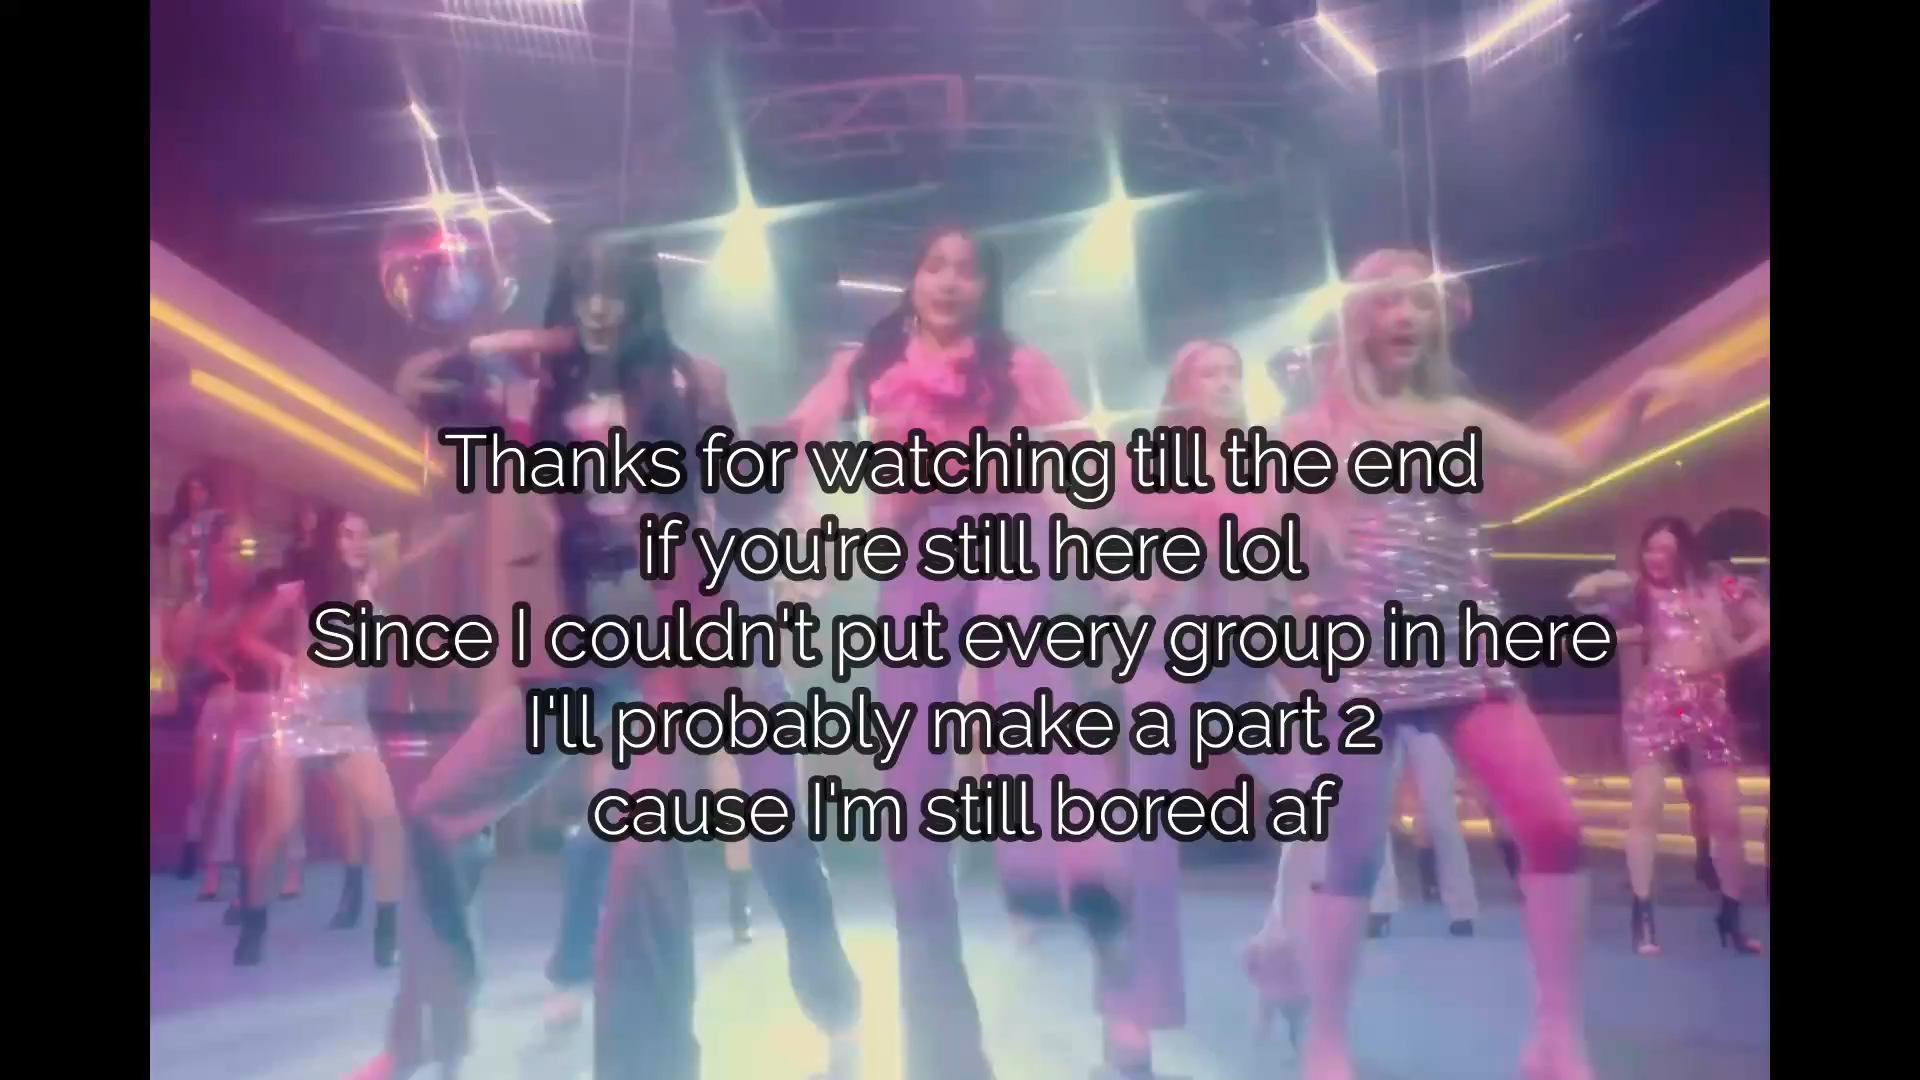 Thanks for watching till the end
if you're still here lol
Since I couldn't put every group in here
I'll probably make a part 2
cause I'm still bored af